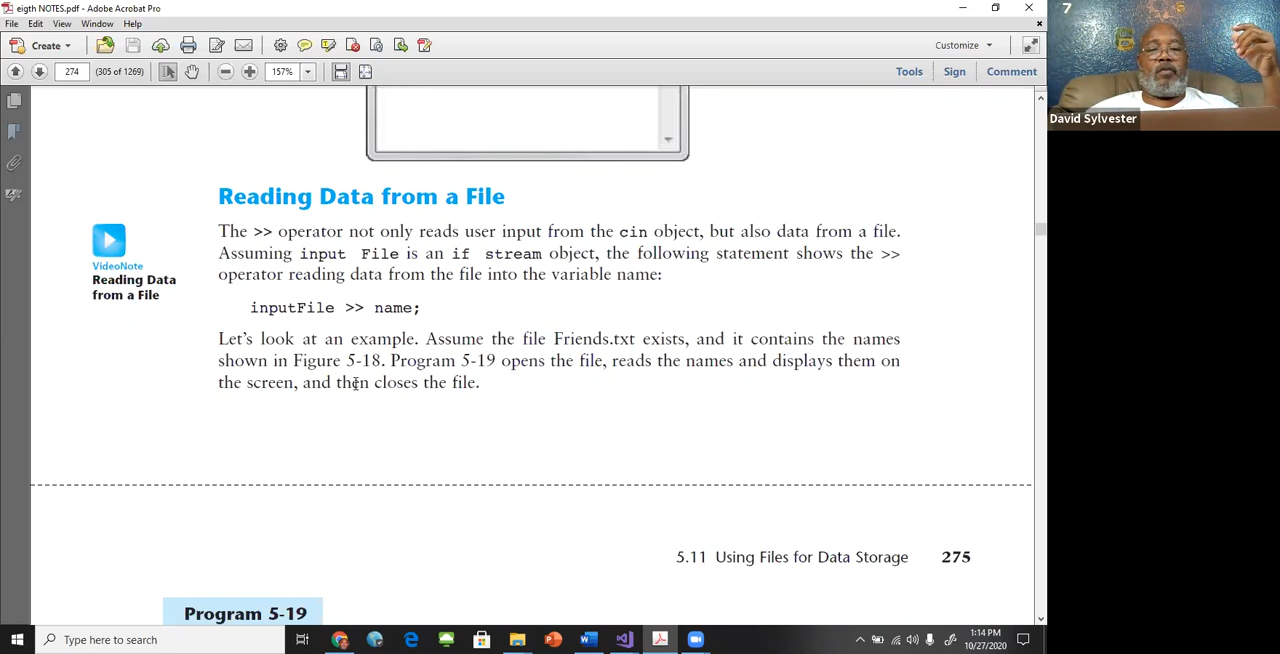 eigth NOTES.pdf - Adobe Acrobat Pro
File Edit View Window Help
Create
Customize
274 (305 of 1269) 157%
Tools Sign Comment
7
David Sylvester
Reading Data from a File
The >> operator not only reads user input from the cin object, but also data from a file.
Assuming input File is an if stream object, the following statement shows the >>
operator reading data from the file into the variable name:
VideoNote
Reading Data
from a File
inputFile >> name;
Let's look at an example. Assume the file Friends.txt exists, and it contains the names
shown in Figure 5-18. Program 5-19 opens the file, reads the names and displays them on
the screen, and then closes the file.
5.11 Using Files for Data Storage 275
Program 5-19
Type here to search
1:14 PM
10/27/2020